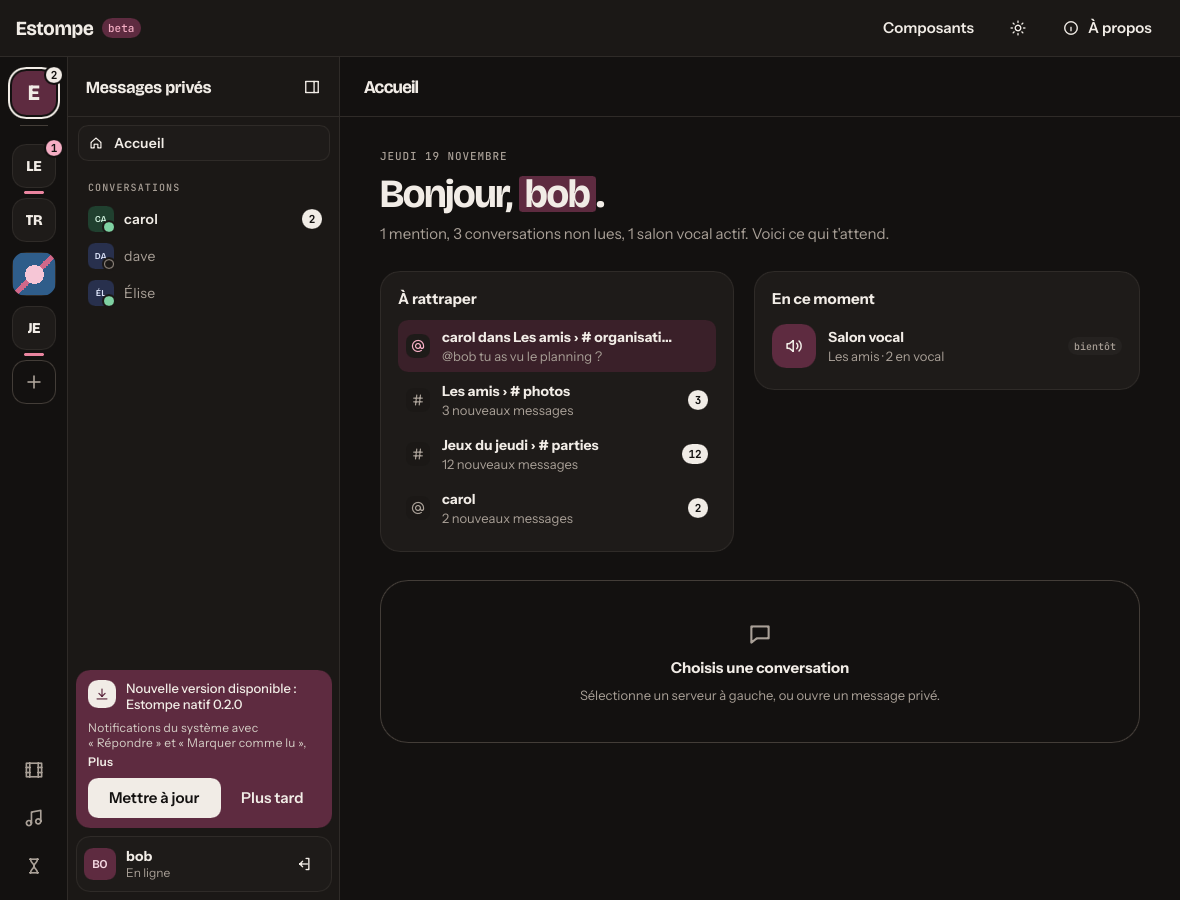 Estompe beta
Composants
À propos
E 2
LE 1
TR
JE
Messages privés
Accueil
CONVERSATIONS
CA carol 2
DA dave
ÉL Élise
Nouvelle version disponible :
Estompe natif 0.2.0
Notifications du système avec
« Répondre » et « Marquer comme lu »,
Plus
Mettre à jour Plus tard
BO bob
En ligne
Accueil
JEUDI 19 NOVEMBRE
Bonjour, bob.
1 mention, 3 conversations non lues, 1 salon vocal actif. Voici ce qui t'attend.
À rattraper
carol dans Les amis › # organisati…
@bob tu as vu le planning ?
Les amis › # photos
3 nouveaux messages
3
Jeux du jeudi › # parties
12 nouveaux messages
12
carol
2 nouveaux messages
2
En ce moment
Salon vocal
Les amis · 2 en vocal
bientôt
Choisis une conversation
Sélectionne un serveur à gauche, ou ouvre un message privé.